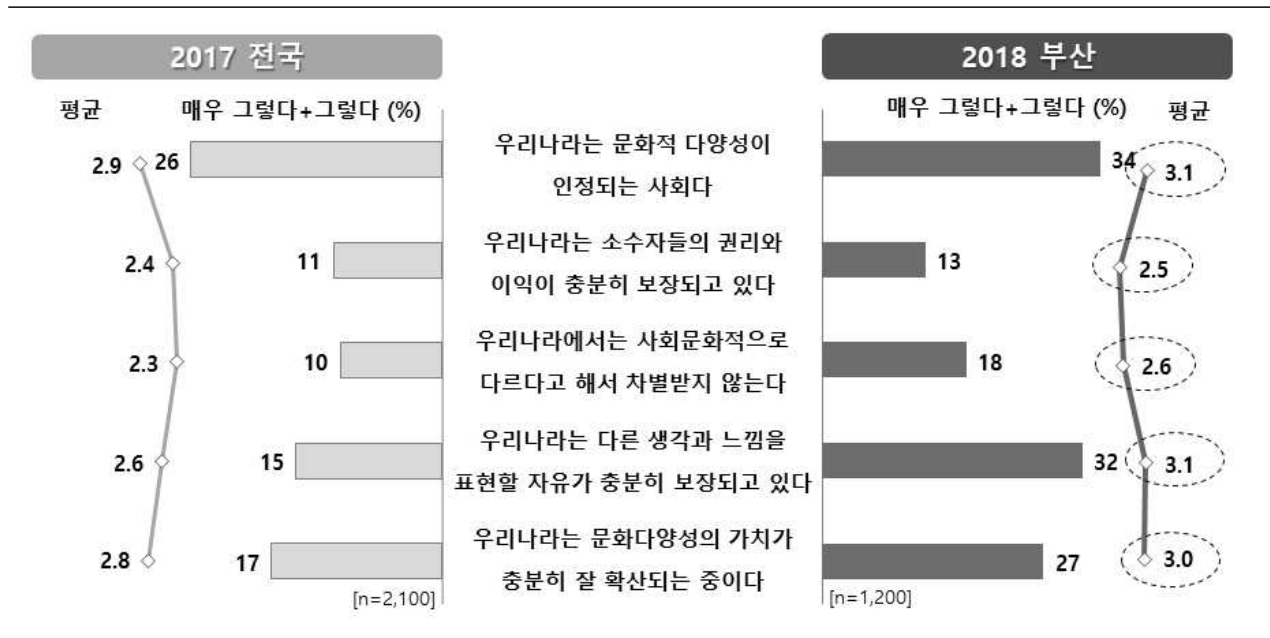 2017 전국
2018 부산
평균 매우 그렇다+그렇다 (%)
매우 그렇다+그렇다 (%) 평균
2.9 26
우리나라는 문화적 다양성이
인정되는 사회다
34 3.1
2.4 11
우리나라는 소수자들의 권리와
이익이 충분히 보장되고 있다
13 2.5
2.3 10
우리나라에서는 사회문화적으로
다르다고 해서 차별받지 않는다
18 2.6
2.6 15
우리나라는 다른 생각과 느낌을
표현할 자유가 충분히 보장되고 있다
32 3.1
2.8 17
우리나라는 문화다양성의 가치가
충분히 잘 확산되는 중이다
27 3.0
[n=2,100]
[n=1,200]